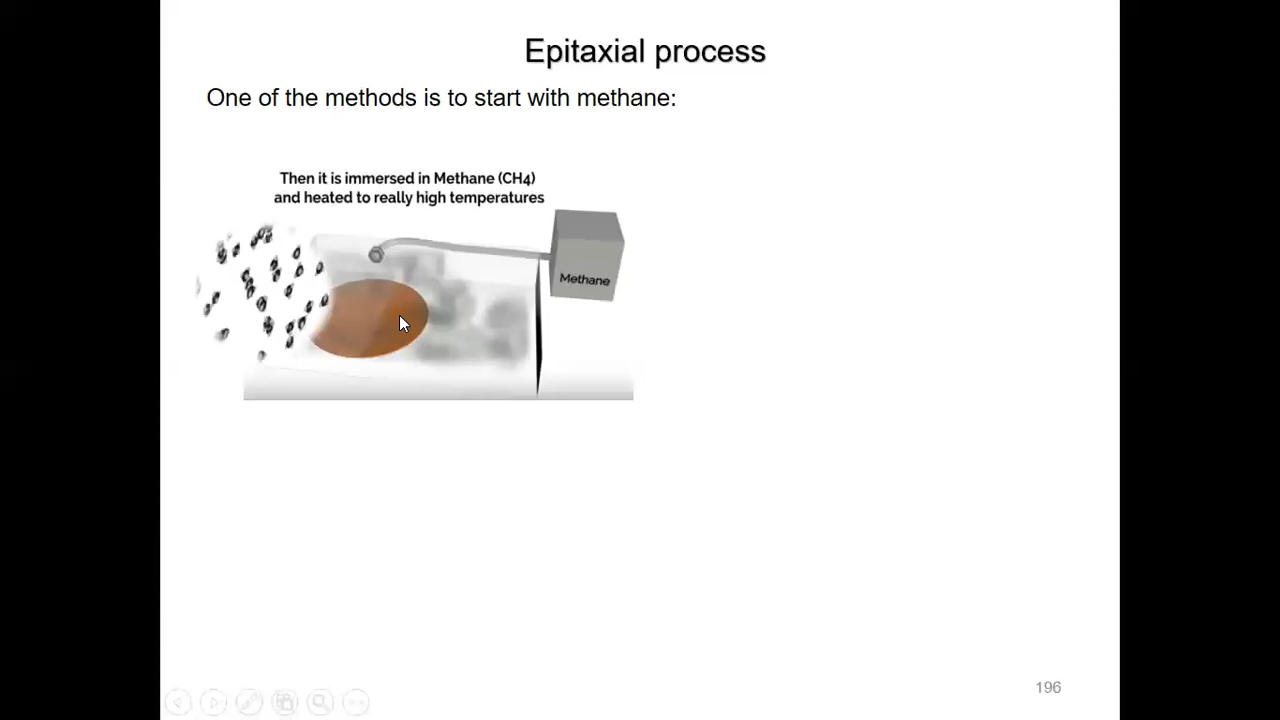 Epitaxial process
One of the methods is to start with methane:
Then it is immersed in Methane (CH4)
and heated to really high temperatures
Methane
196